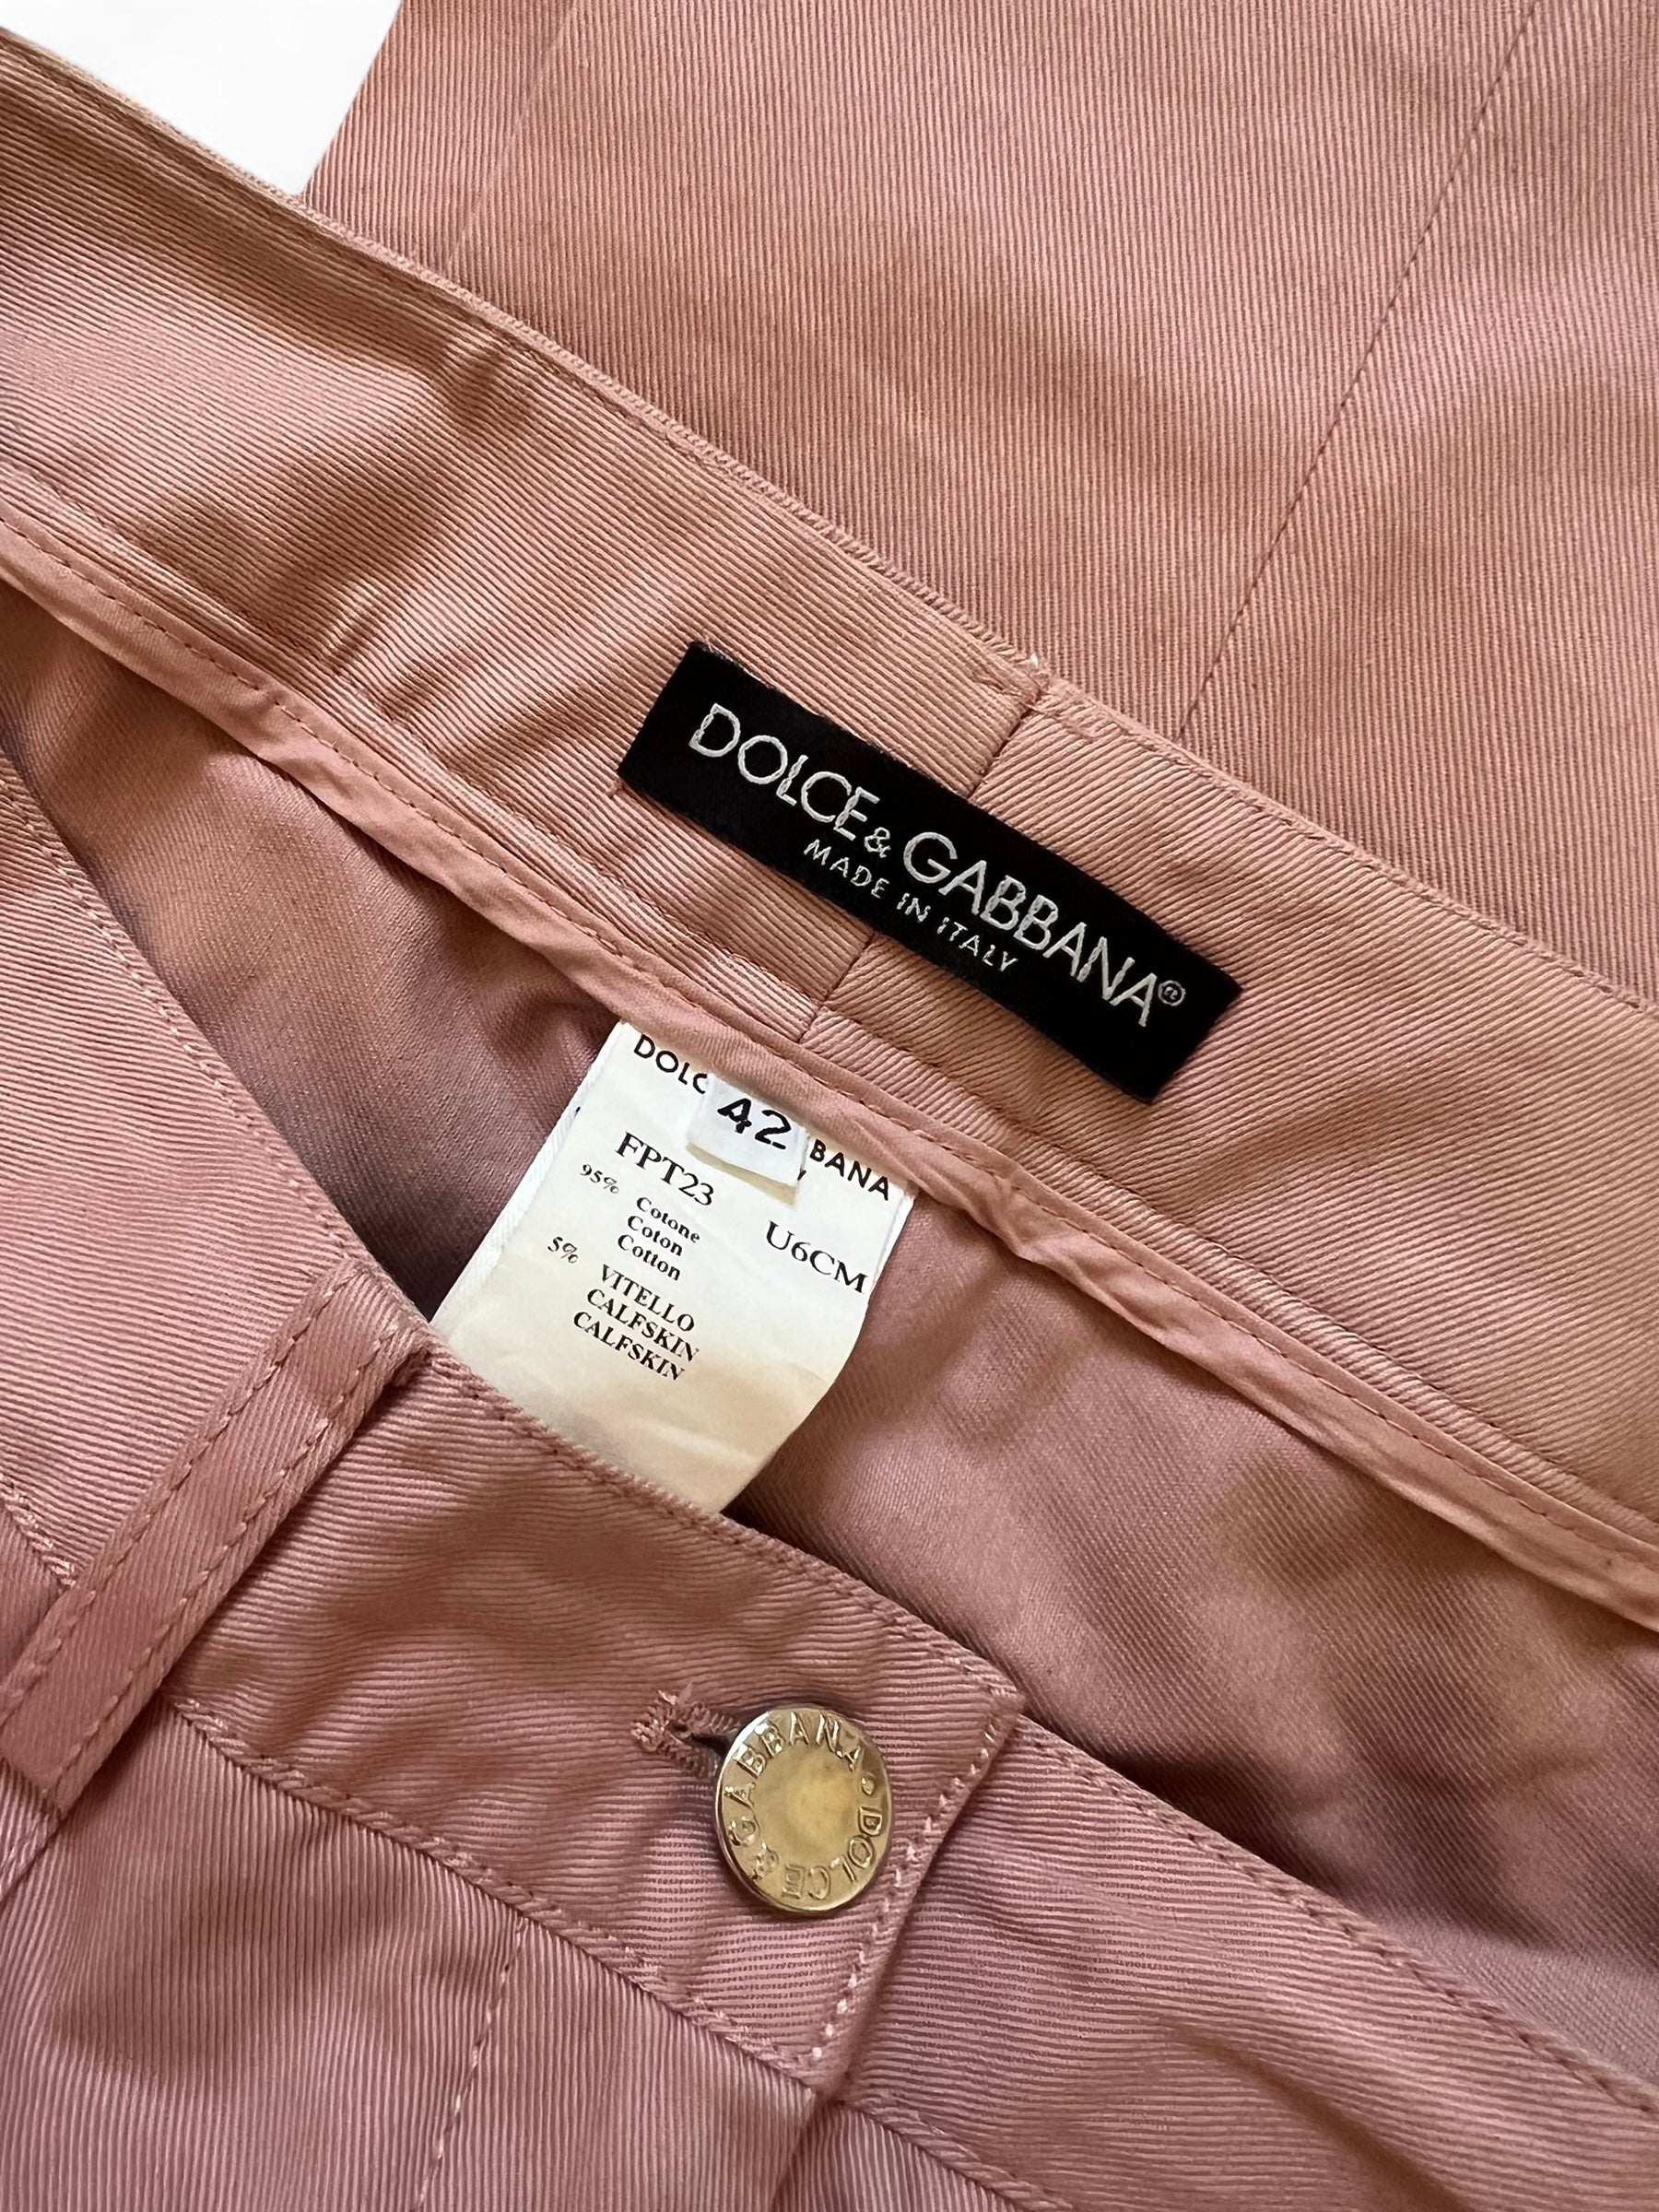 DOLCE & GABBANA®
MADE IN ITALY
DOLC BANA
42
FPT23 U6CM
95% Cotone
Coton
Cotton
5% VITELLO
CALFSKIN
CALFSKIN
DOLCE & GABBANA